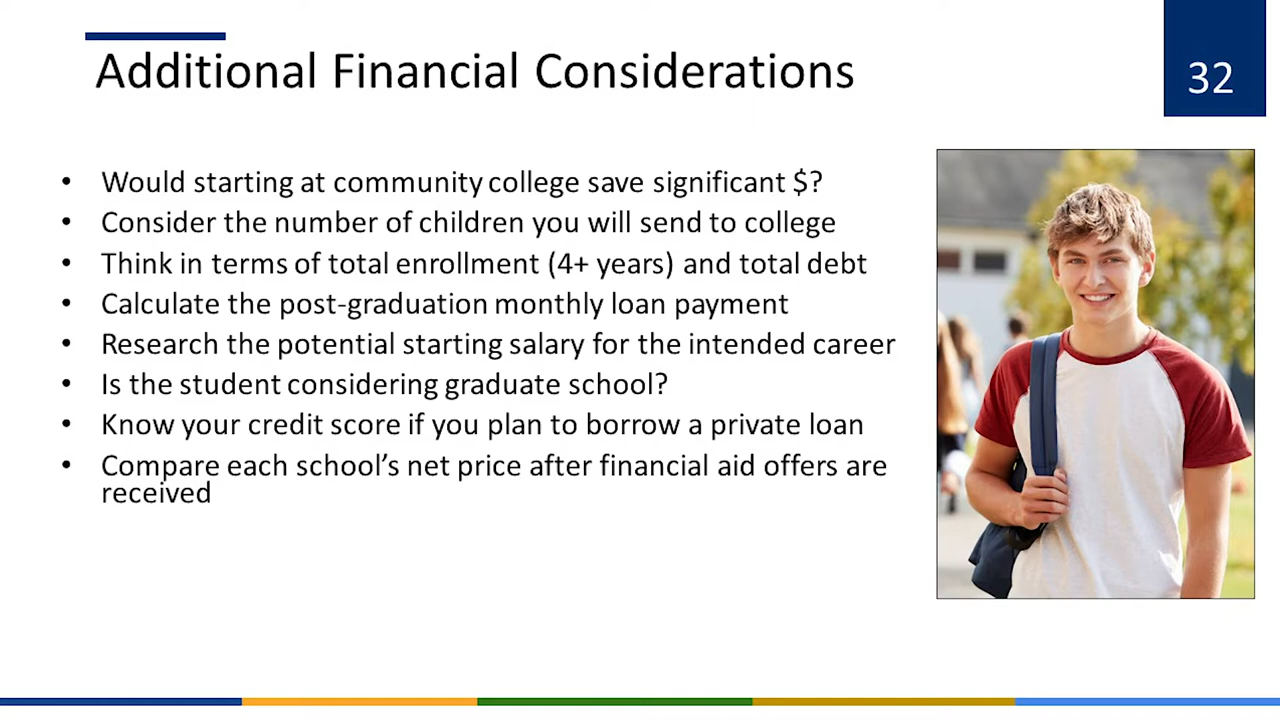 Additional Financial Considerations
32
• Would starting at community college save significant $?
• Consider the number of children you will send to college
• Think in terms of total enrollment (4+ years) and total debt
• Calculate the post-graduation monthly loan payment
• Research the potential starting salary for the intended career
• Is the student considering graduate school?
• Know your credit score if you plan to borrow a private loan
• Compare each school’s net price after financial aid offers are
received